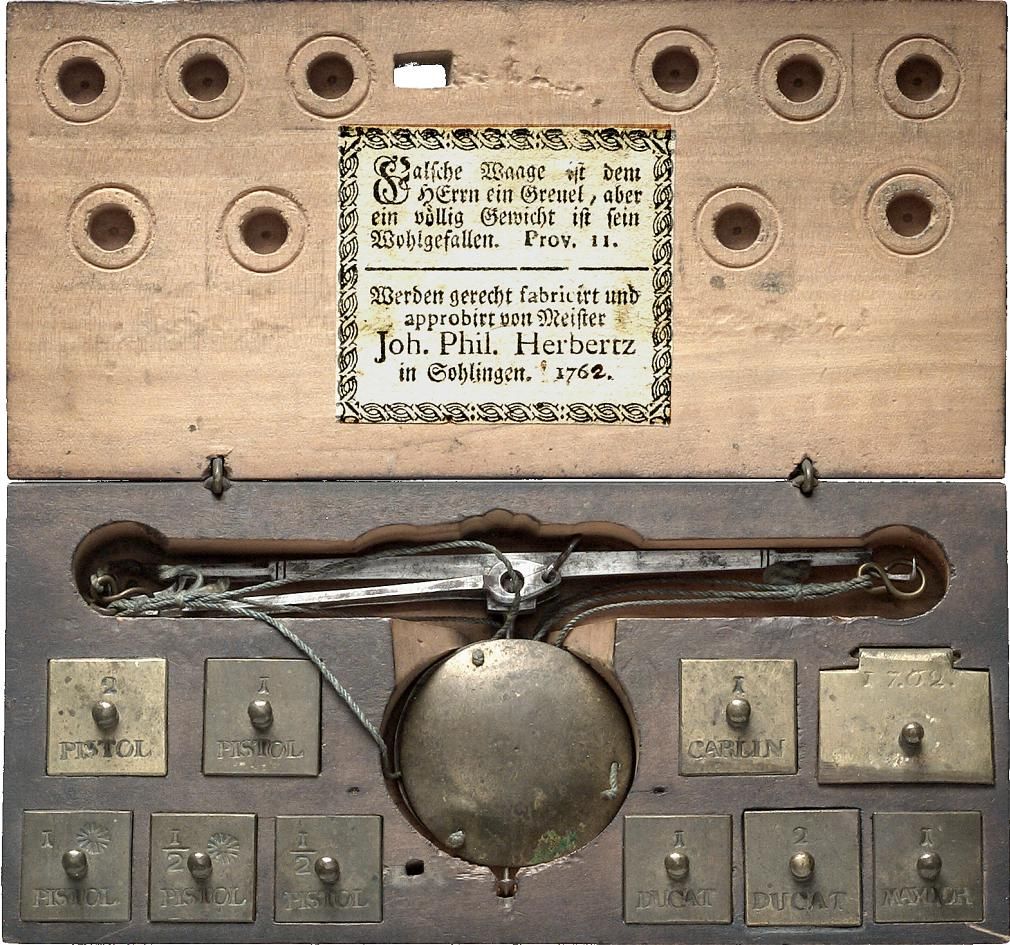 Falsche Waage ist dem
HErrn ein Greuel, aber
ein völlig Gewicht ist sein
Wohlgefallen. Prov. 11.
Werden gerecht fabricirt und
approbirt von Meister
Joh. Phil. Herbertz
in Sohlingen. 1762.
2
PISTOL
1
PISTOL
1
CARLIN
1762.
1
PISTOL
1/2
PISTOL
1/2
PISTOL
1
DUCAT
2
DUCAT
1